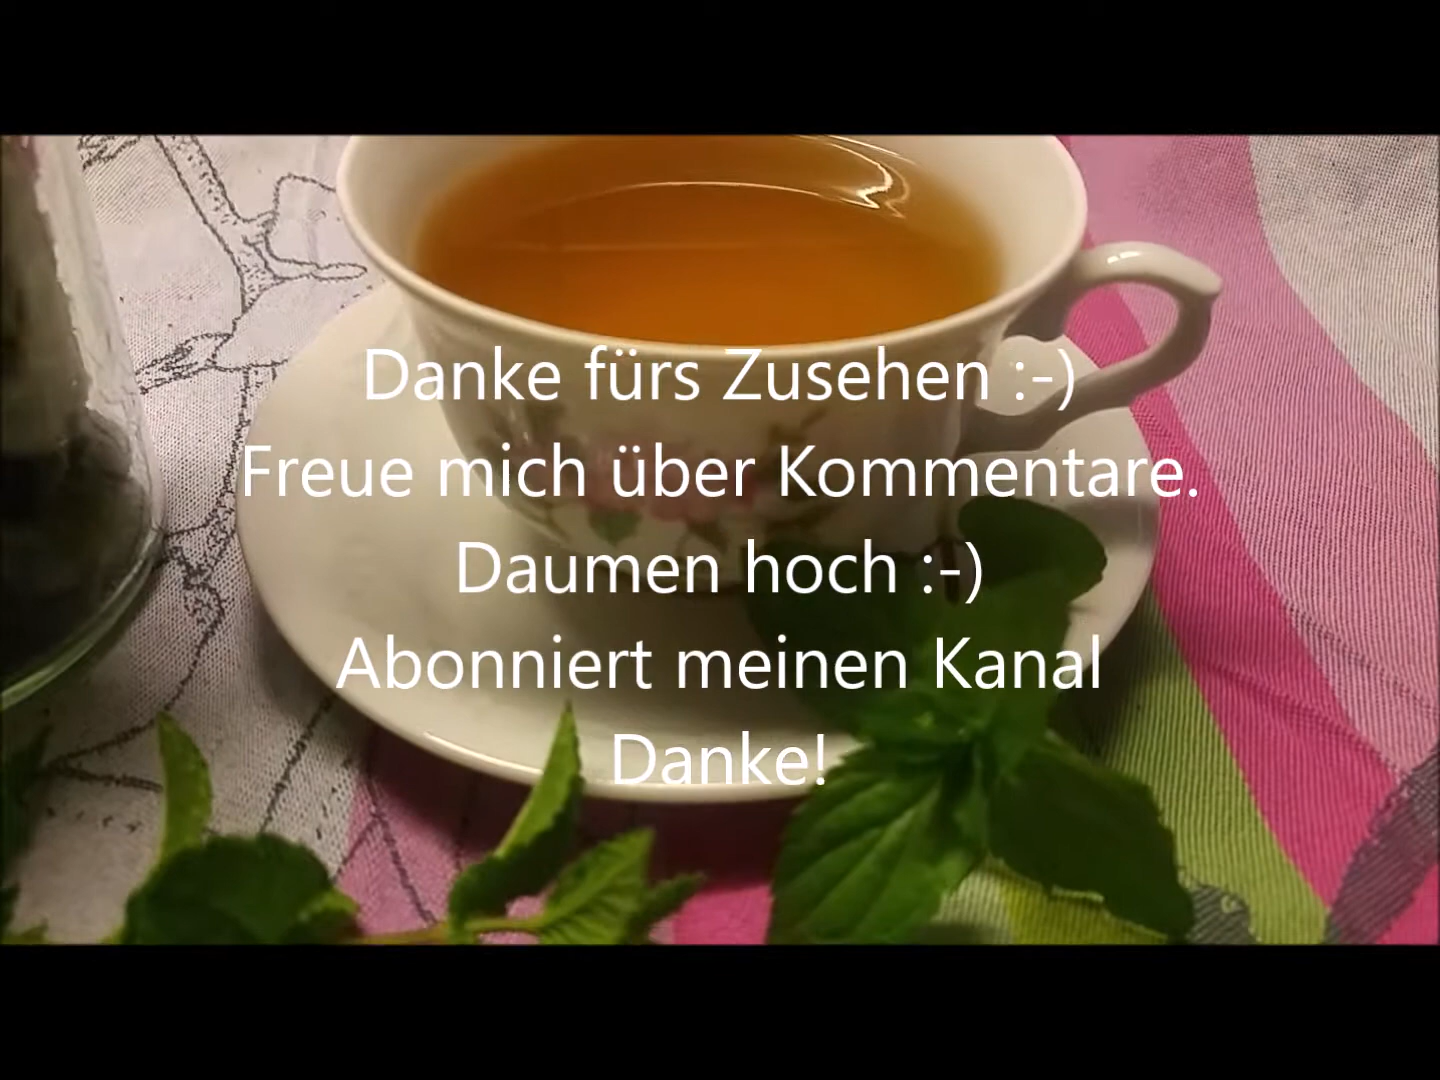 Danke fürs Zusehen :-)
Freue mich über Kommentare.
Daumen hoch :-)
Abonniert meinen Kanal
Danke!